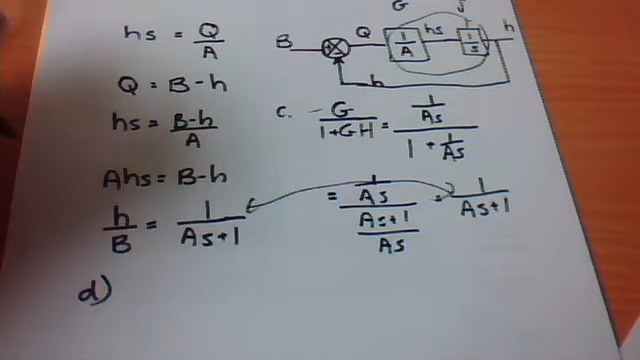 hs = Q/A
Q = B-h
hs = B-h/A
Ahs = B-h
h/B = 1/As+1
d)
G
B Q 1/A hs 1/s h
h
c. G/1+GH = 1/As/1+1/As
= 1/As/As+1/As = 1/As+1